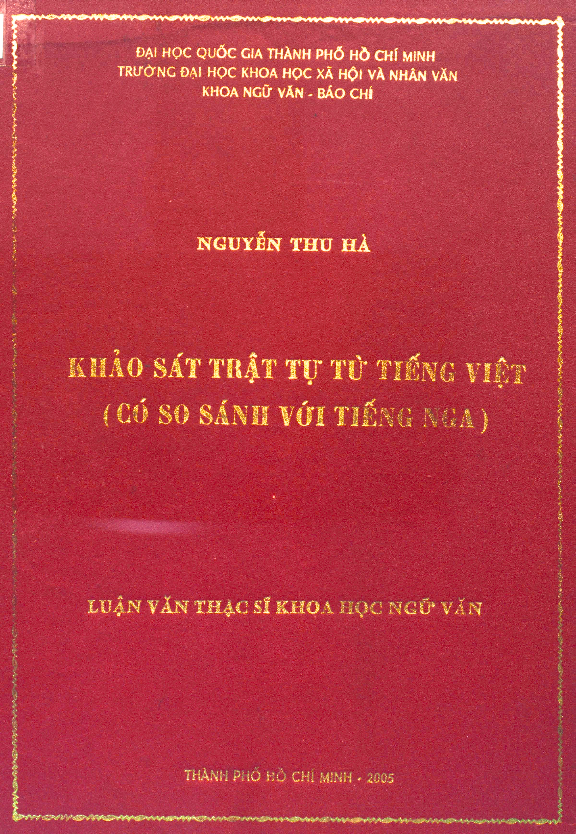 ĐẠI HỌC QUỐC GIA THÀNH PHỐ HỒ CHÍ MINH
TRƯỜNG ĐẠI HỌC KHOA HỌC XÃ HỘI VÀ NHÂN VĂN
KHOA NGỮ VĂN - BÁO CHÍ
NGUYỄN THU HÀ
KHẢO SÁT TRẬT TỰ TỪ TIẾNG VIỆT
(CÓ SO SÁNH VỚI TIẾNG NGA)
LUẬN VĂN THẠC SĨ KHOA HỌC NGỮ VĂN
THÀNH PHỐ HỒ CHÍ MINH - 2005